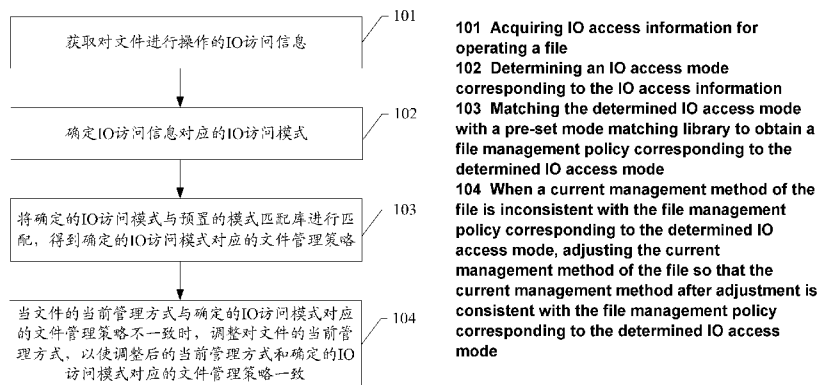 获取对文件进行操作的IO访问信息
101
确定IO访问信息对应的IO访问模式
102
将确定的IO访问模式与预置的模式匹配库进行匹
配，得到确定的IO访问模式对应的文件管理策略
103
当文件的当前管理方式与确定的IO访问模式对应
的文件管理策略不一致时，调整对文件的当前管
理方式，以使调整后的当前管理方式和确定的IO
访问模式对应的文件管理策略一致
104
101 Acquiring IO access information for
operating a file
102 Determining an IO access mode
corresponding to the IO access information
103 Matching the determined IO access mode
with a pre-set mode matching library to obtain a
file management policy corresponding to the
determined IO access mode
104 When a current management method of the
file is inconsistent with the file management
policy corresponding to the determined IO
access mode, adjusting the current
management method of the file so that the
current management method after adjustment is
consistent with the file management policy
corresponding to the determined IO access
mode